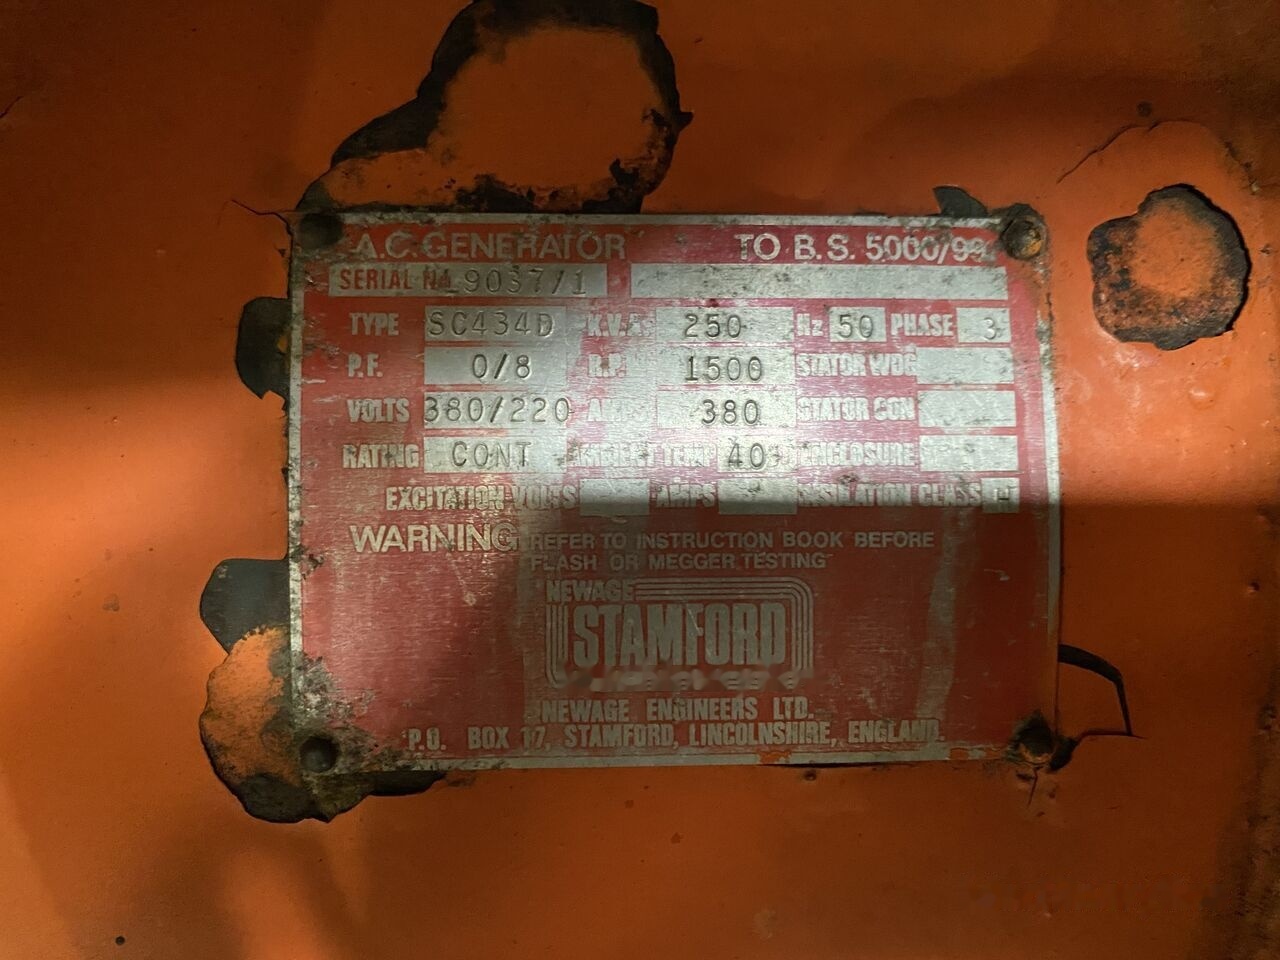 A.C. GENERATOR TO B.S. 5000/99
SERIAL No 9037/1
TYPE SC434D K.V.A. 250 Hz 50 PHASE 3
P.F. 0/8 R.P.M. 1500 STATOR WDG
VOLTS 380/220 AMPS 380 STATOR CON
RATING CONT AMBIENT TEMP 40 ENCLOSURE
EXCITATION VOLTS AMPS INSULATION CLASS
WARNING REFER TO INSTRUCTION BOOK BEFORE
FLASH OR MEGGER TESTING
NEWAGE
STAMFORD
NEWAGE ENGINEERS LTD.
P.O. BOX 17, STAMFORD, LINCOLNSHIRE, ENGLAND.